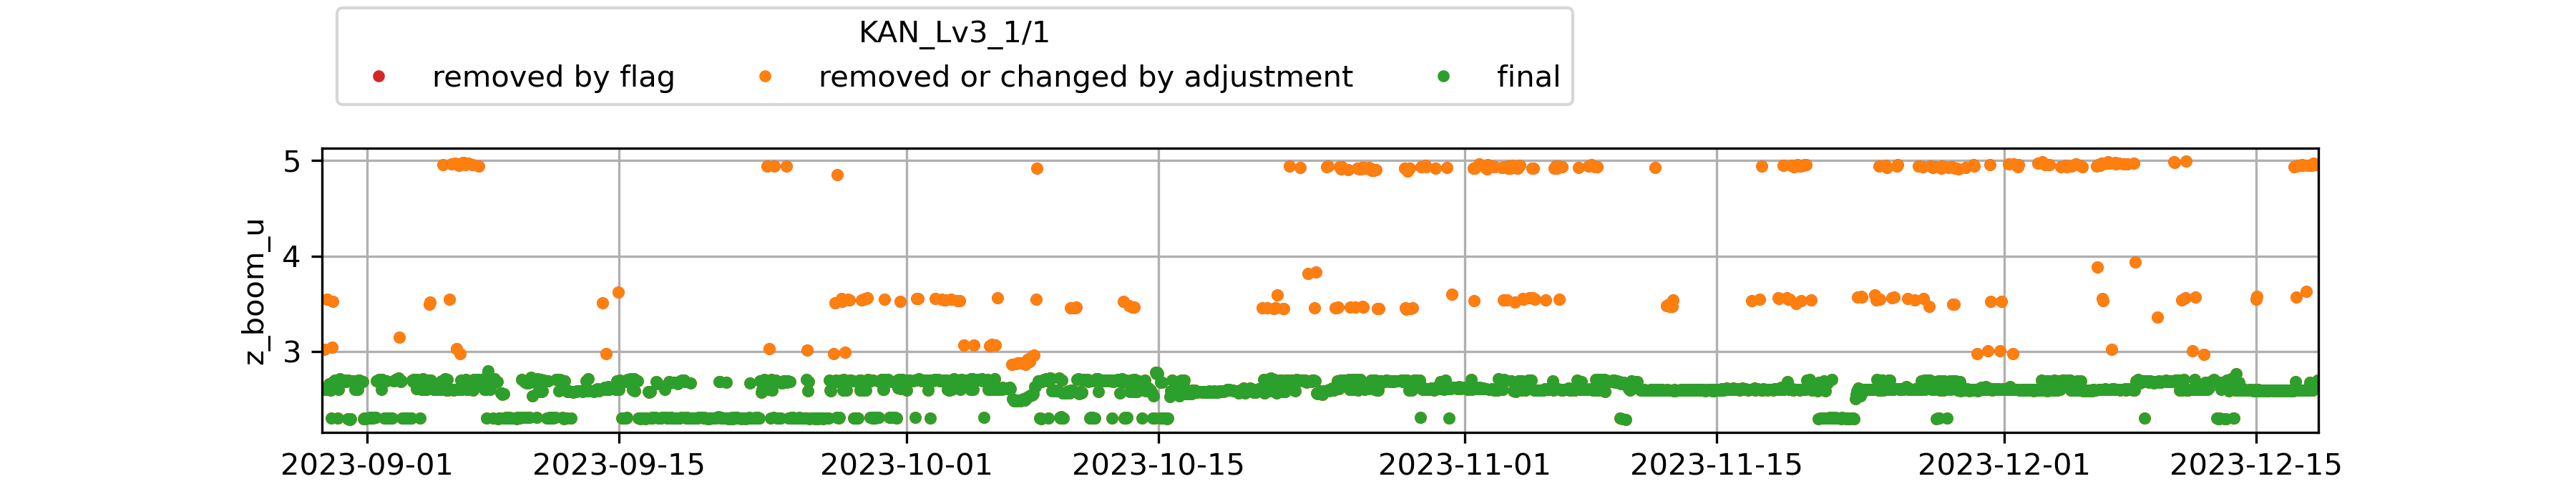 KAN_Lv3_1/1
removed by flag removed or changed by adjustment final
5
4
3
z_boom_u
2023-09-01 2023-09-15 2023-10-01 2023-10-15 2023-11-01 2023-11-15 2023-12-01 2023-12-15